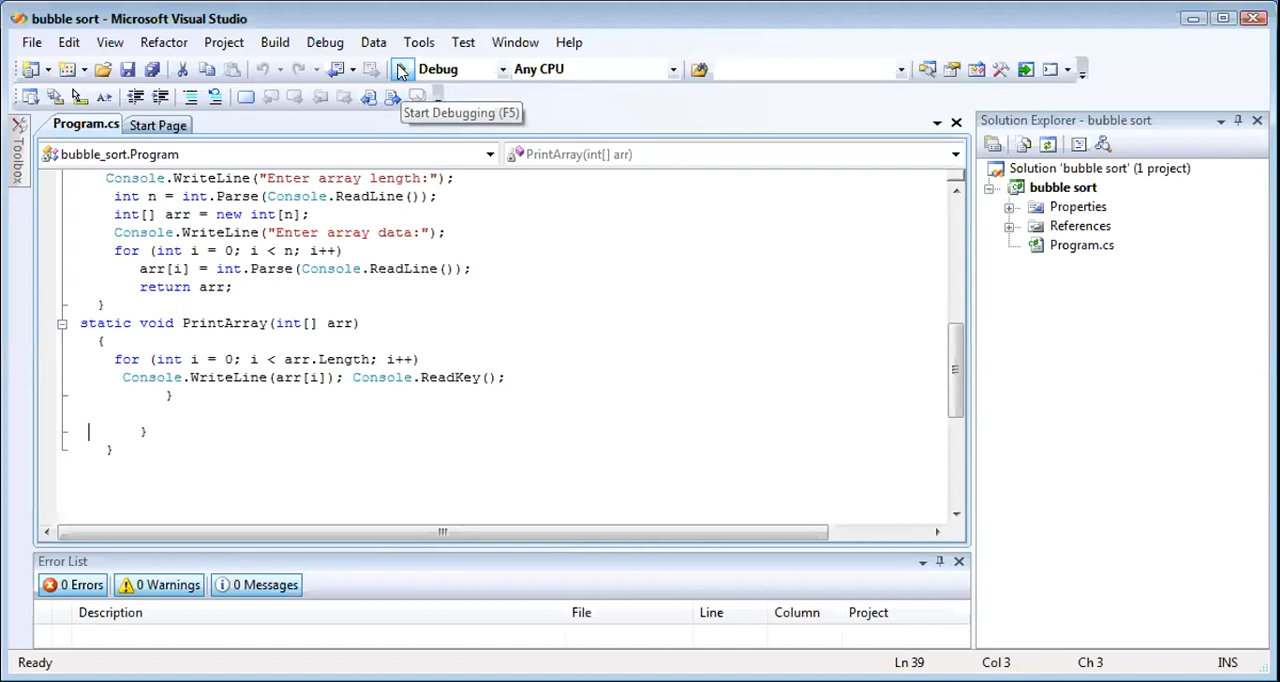 bubble sort - Microsoft Visual Studio
File Edit View Refactor Project Build Debug Data Tools Test Window Help
Debug Any CPU
Start Debugging (F5)
Program.cs Start Page
bubble_sort.Program PrintArray(int[] arr)
Toolbox
Console.WriteLine("Enter array length:");
int n = int.Parse(Console.ReadLine());
int[] arr = new int[n];
Console.WriteLine("Enter array data:");
for (int i = 0; i < n; i++)
arr[i] = int.Parse(Console.ReadLine());
return arr;
}
static void PrintArray(int[] arr)
{
for (int i = 0; i < arr.Length; i++)
Console.WriteLine(arr[i]); Console.ReadKey();
}
}
}
Solution Explorer - bubble sort
Solution 'bubble sort' (1 project)
bubble sort
Properties
References
Program.cs
Error List
0 Errors 0 Warnings 0 Messages
Description File Line Column Project
Ready Ln 39 Col 3 Ch 3 INS